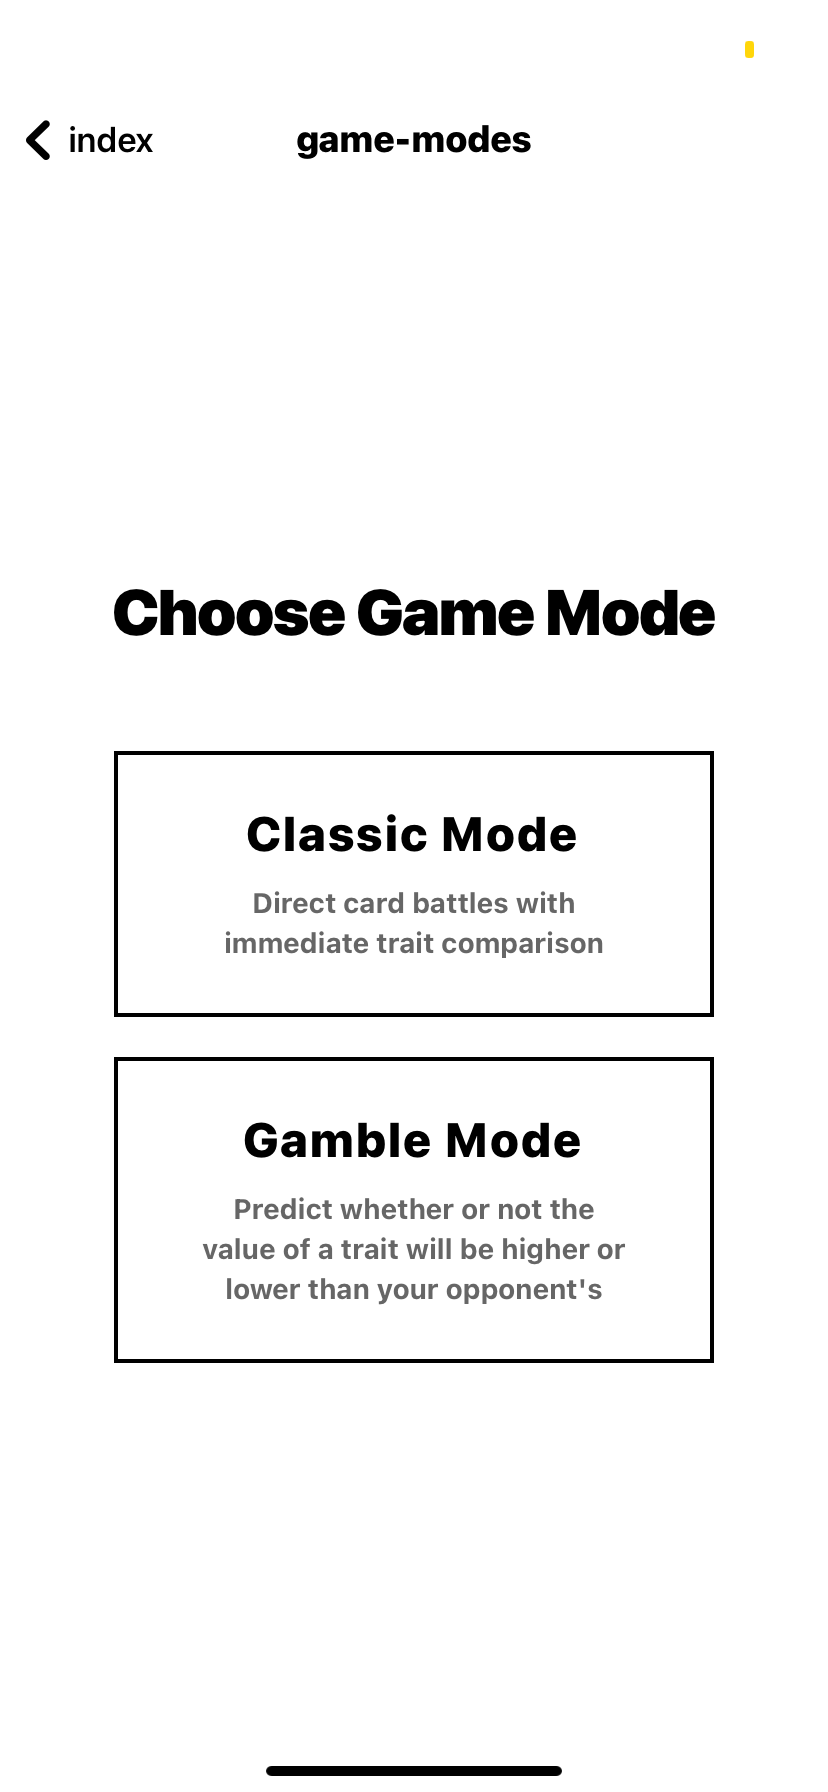 index
game-modes
Choose Game Mode
Classic Mode
Direct card battles with
immediate trait comparison
Gamble Mode
Predict whether or not the
value of a trait will be higher or
lower than your opponent's